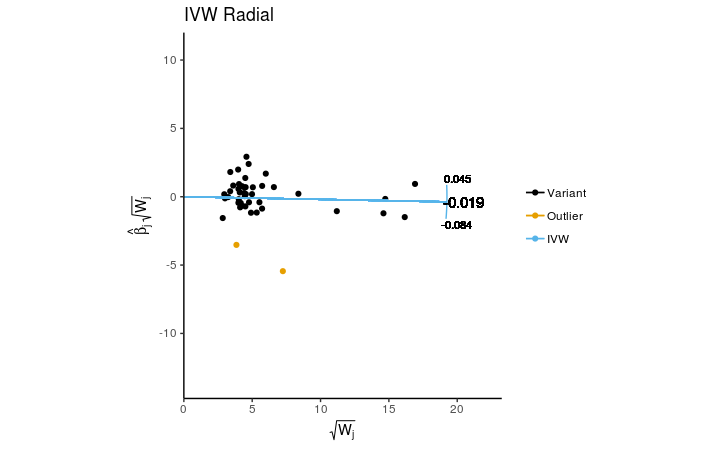 IVW Radial
10
5
0
-5
-10
β̂j√Wj
0
5
10
15
20
√Wj
0.045
-0.019
-0.084
Variant
Outlier
IVW